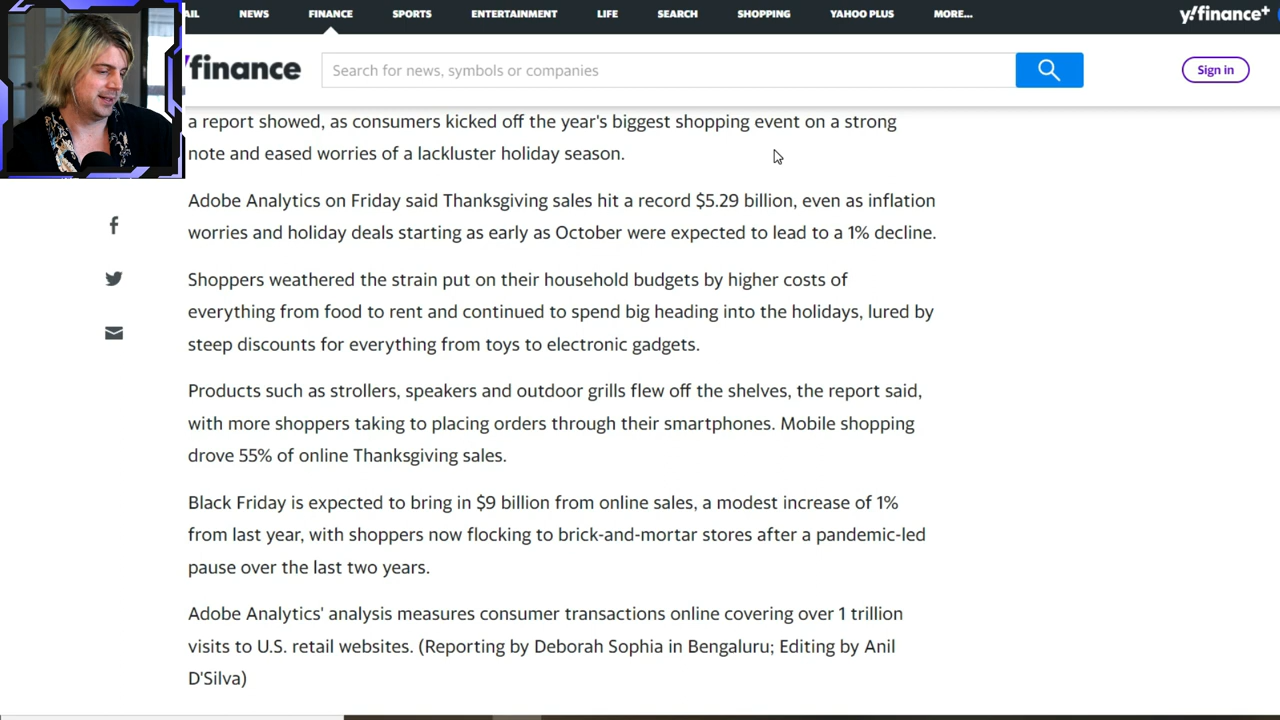 AIL NEWS FINANCE SPORTS ENTERTAINMENT LIFE SEARCH SHOPPING YAHOO PLUS MORE... y!finance+
finance Search for news, symbols or companies Sign in
a report showed, as consumers kicked off the year's biggest shopping event on a strong
note and eased worries of a lackluster holiday season.
Adobe Analytics on Friday said Thanksgiving sales hit a record $5.29 billion, even as inflation
worries and holiday deals starting as early as October were expected to lead to a 1% decline.
Shoppers weathered the strain put on their household budgets by higher costs of
everything from food to rent and continued to spend big heading into the holidays, lured by
steep discounts for everything from toys to electronic gadgets.
Products such as strollers, speakers and outdoor grills flew off the shelves, the report said,
with more shoppers taking to placing orders through their smartphones. Mobile shopping
drove 55% of online Thanksgiving sales.
Black Friday is expected to bring in $9 billion from online sales, a modest increase of 1%
from last year, with shoppers now flocking to brick-and-mortar stores after a pandemic-led
pause over the last two years.
Adobe Analytics' analysis measures consumer transactions online covering over 1 trillion
visits to U.S. retail websites. (Reporting by Deborah Sophia in Bengaluru; Editing by Anil
D'Silva)